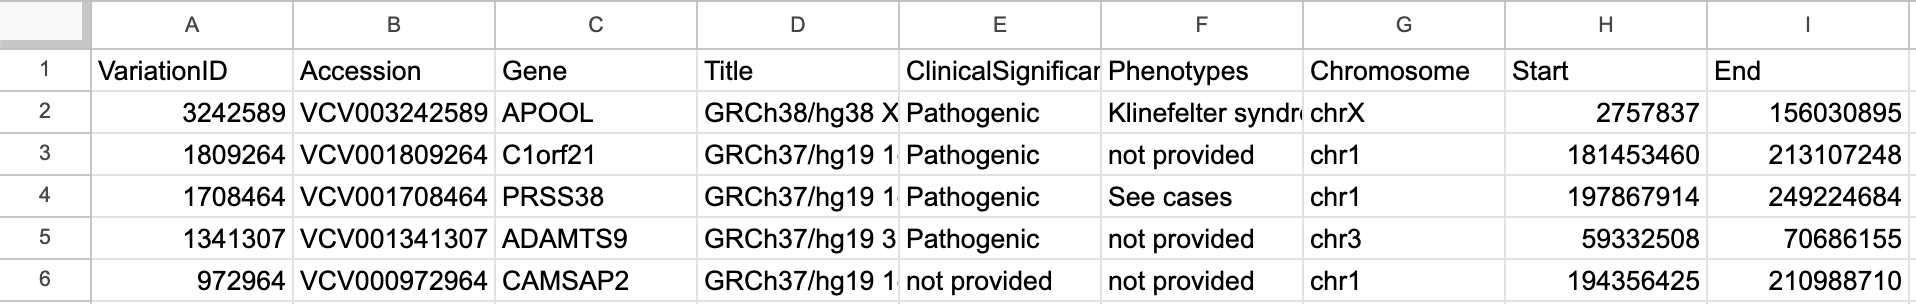 A B C D E F G H I
1 VariationID Accession Gene Title ClinicalSignificar Phenotypes Chromosome Start End
2 3242589 VCV003242589 APOOL GRCh38/hg38 X Pathogenic Klinefelter syndr chrX 2757837 156030895
3 1809264 VCV001809264 C1orf21 GRCh37/hg19 1 Pathogenic not provided chr1 181453460 213107248
4 1708464 VCV001708464 PRSS38 GRCh37/hg19 1 Pathogenic See cases chr1 197867914 249224684
5 1341307 VCV001341307 ADAMTS9 GRCh37/hg19 3 Pathogenic not provided chr3 59332508 70686155
6 972964 VCV000972964 CAMSAP2 GRCh37/hg19 1 not provided not provided chr1 194356425 210988710